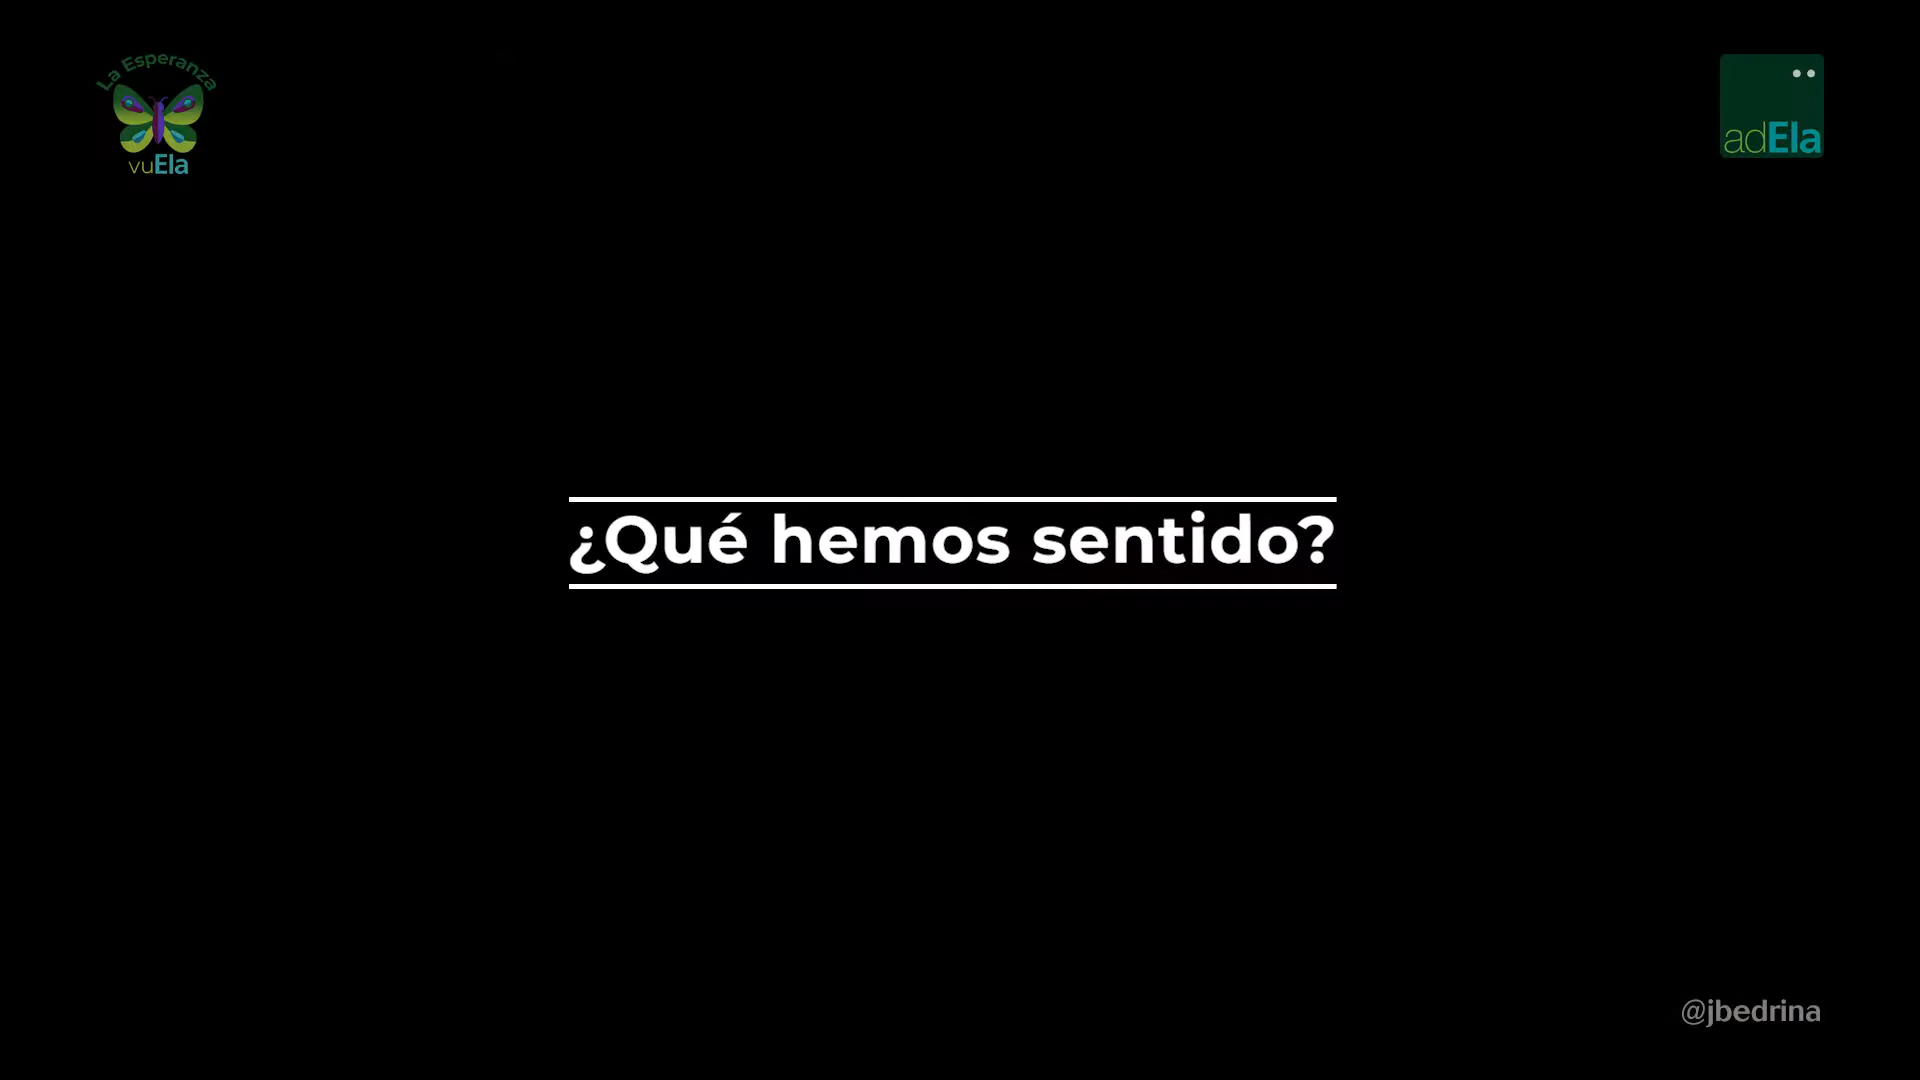 La Esperanza
vuEla
adEla
¿Qué hemos sentido?
@jbedrina